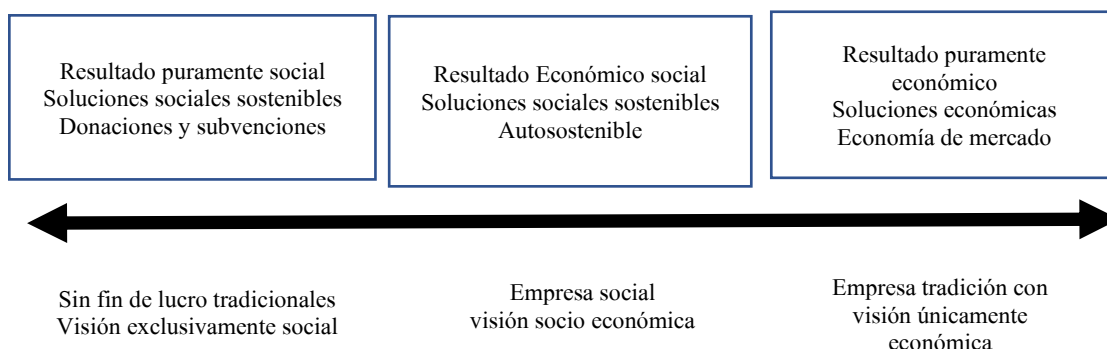 Resultado puramente social
Soluciones sociales sostenibles
Donaciones y subvenciones
Resultado Económico social
Soluciones sociales sostenibles
Autosostenible
Resultado puramente
económico
Soluciones económicas
Economía de mercado
Sin fin de lucro tradicionales
Visión exclusivamente social
Empresa social
visión socio económica
Empresa tradición con
visión únicamente
económica